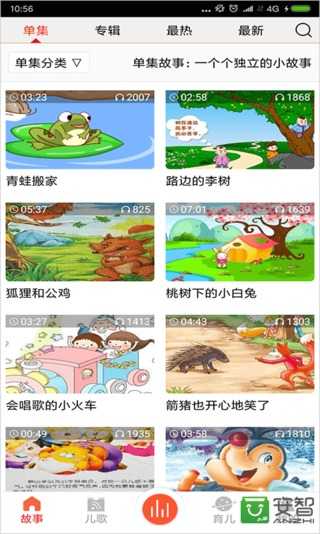 10:56 4G
单集 专辑 最热 最新
单集分类 ▽ 单集故事：一个个独立的小故事
03:23 2007
02:58 1868
青蛙搬家
路边的李树
05:37 825
07:01 1639
狐狸和公鸡
桃树下的小白兔
03:27 1413
04:43
会唱歌的小火车
箭猪也开心地笑了
00:49 1935
故事 儿歌 育儿
安智
ANZHI